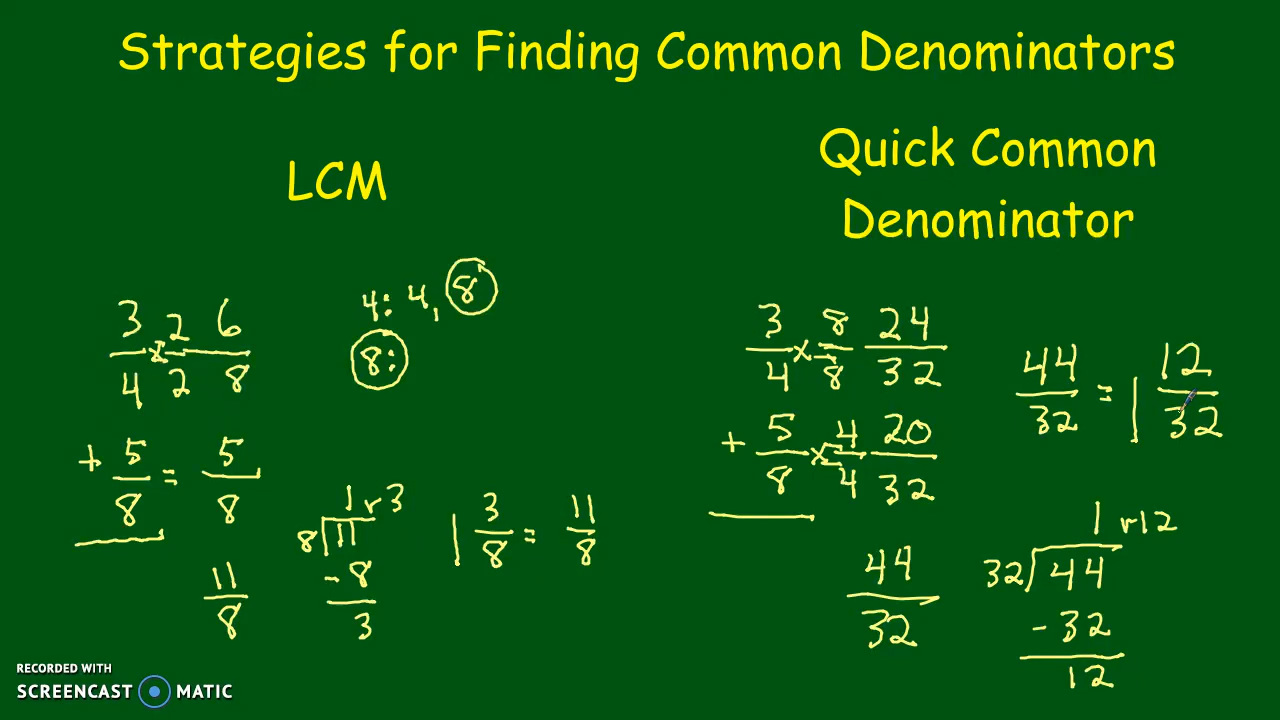 Strategies for Finding Common Denominators
LCM
3/4 x 2/2 6/8
+ 5/8 = 5/8
11/8
4: 4, 8
8:
1 r 3
8 11
- 8
3
1 3/8 = 11/8
Quick Common
Denominator
3/4 x 8/8 24/32
+ 5/8 x 4/4 20/32
44/32
44/32 = 1 12/32
1 r12
32 44
- 32
12
RECORDED WITH
SCREENCAST MATIC